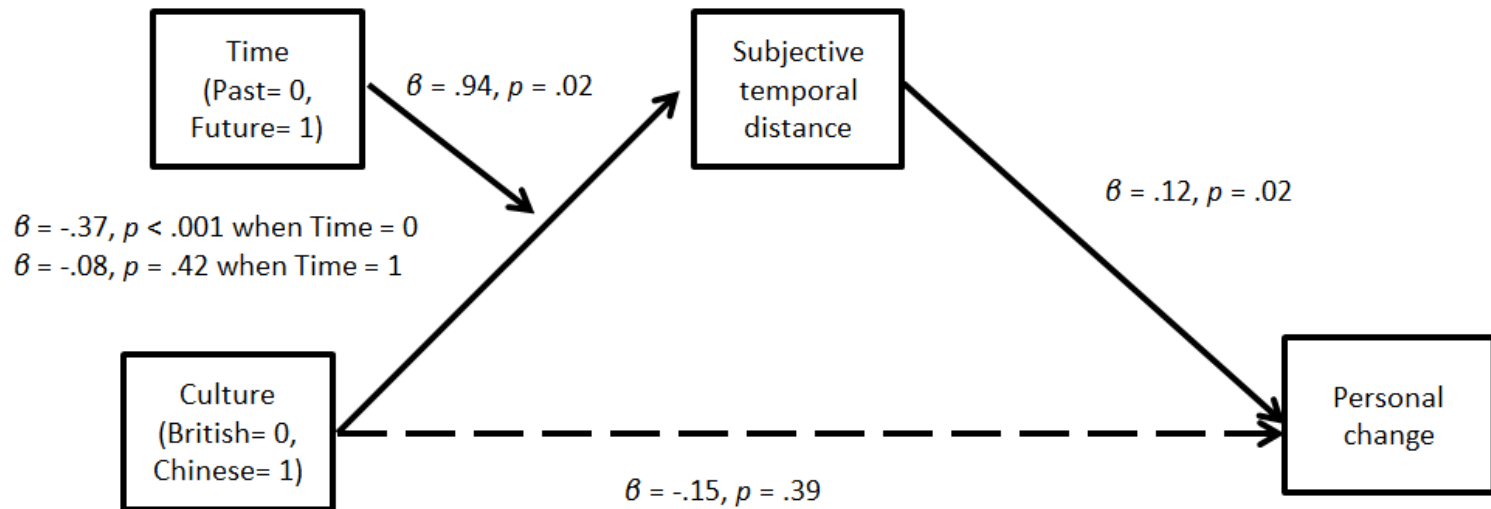 Time
(Past= 0,
Future= 1)
β = .94, p = .02
Subjective
temporal
distance
β = .12, p = .02
β = -.37, p < .001 when Time = 0
β = -.08, p = .42 when Time = 1
Culture
(British= 0,
Chinese= 1)
Personal
change
β = -.15, p = .39